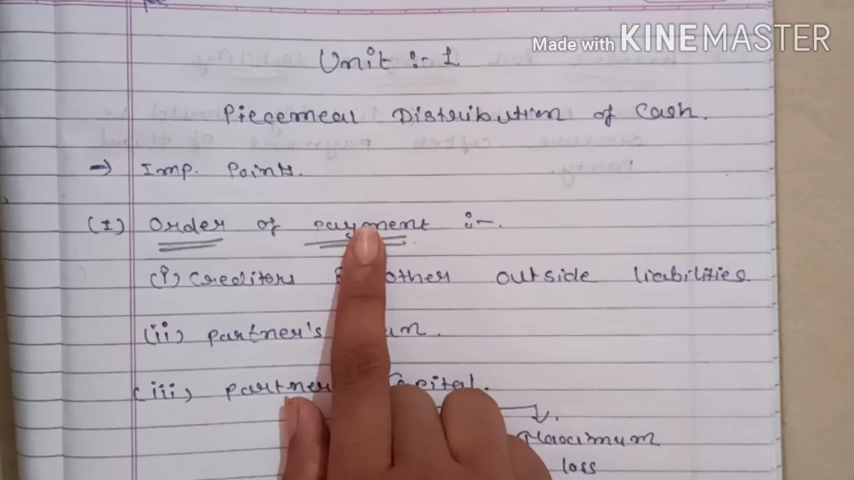 Made with KINEMASTER
Unit :- 1
Piecemeal Distribution of Cash.
→ Imp. Points.
(I) Order of payment :-
(i) Creditors other outside liabilities.
(ii) partner's
(iii) partner Capital.
Maximum
loss